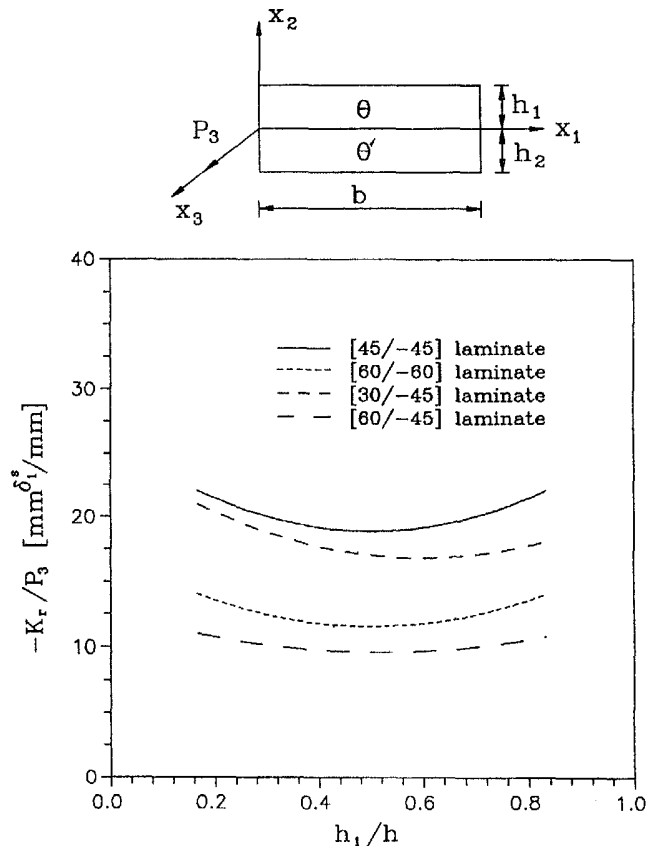 x2
θ
h1
P3
x1
θ′
h2
x3
b
40
[45/-45] laminate
[60/-60] laminate
[30/-45] laminate
[60/-45] laminate
30
20
10
0
-Kr/P3 [mm^δ1^s/mm]
0.0 0.2 0.4 0.6 0.8 1.0
h1/h